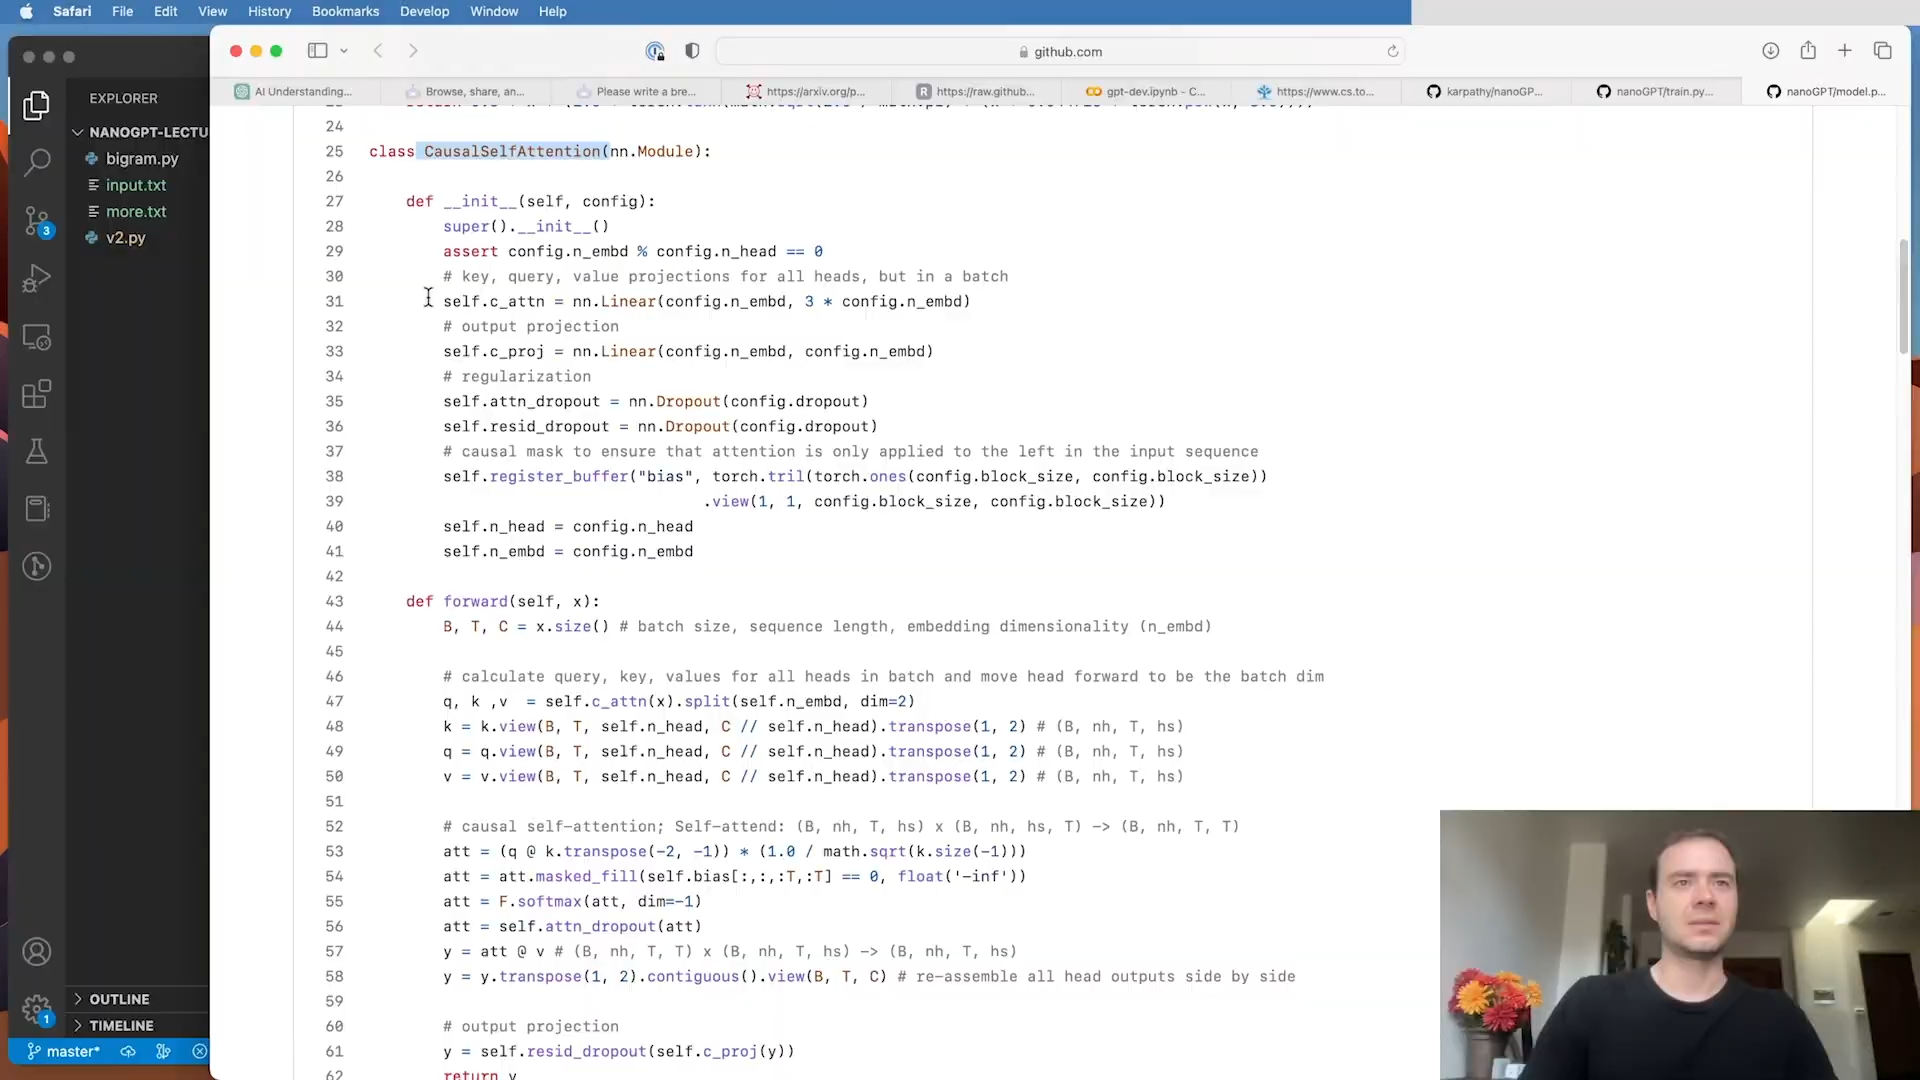 Safari File Edit View History Bookmarks Develop Window Help
github.com
AI Understanding...
Browse, share, an...
Please write a bre...
https://arxiv.org/p...
https://raw.github...
gpt-dev.ipynb - C...
https://www.cs.to...
karpathy/nanoGP...
nanoGPT/train.py...
nanoGPT/model.p...
EXPLORER
NANOGPT-LECTU
bigram.py
input.txt
more.txt
v2.py
3
OUTLINE
TIMELINE
1
master*
24
25 class CausalSelfAttention(nn.Module):
26
27 def __init__(self, config):
28 super().__init__()
29 assert config.n_embd % config.n_head == 0
30 # key, query, value projections for all heads, but in a batch
31 self.c_attn = nn.Linear(config.n_embd, 3 * config.n_embd)
32 # output projection
33 self.c_proj = nn.Linear(config.n_embd, config.n_embd)
34 # regularization
35 self.attn_dropout = nn.Dropout(config.dropout)
36 self.resid_dropout = nn.Dropout(config.dropout)
37 # causal mask to ensure that attention is only applied to the left in the input sequence
38 self.register_buffer("bias", torch.tril(torch.ones(config.block_size, config.block_size))
39 .view(1, 1, config.block_size, config.block_size))
40 self.n_head = config.n_head
41 self.n_embd = config.n_embd
42
43 def forward(self, x):
44 B, T, C = x.size() # batch size, sequence length, embedding dimensionality (n_embd)
45
46 # calculate query, key, values for all heads in batch and move head forward to be the batch dim
47 q, k ,v  = self.c_attn(x).split(self.n_embd, dim=2)
48 k = k.view(B, T, self.n_head, C // self.n_head).transpose(1, 2) # (B, nh, T, hs)
49 q = q.view(B, T, self.n_head, C // self.n_head).transpose(1, 2) # (B, nh, T, hs)
50 v = v.view(B, T, self.n_head, C // self.n_head).transpose(1, 2) # (B, nh, T, hs)
51
52 # causal self-attention; Self-attend: (B, nh, T, hs) x (B, nh, hs, T) -> (B, nh, T, T)
53 att = (q @ k.transpose(-2, -1)) * (1.0 / math.sqrt(k.size(-1)))
54 att = att.masked_fill(self.bias[:,:,:T,:T] == 0, float('-inf'))
55 att = F.softmax(att, dim=-1)
56 att = self.attn_dropout(att)
57 y = att @ v # (B, nh, T, T) x (B, nh, T, hs) -> (B, nh, T, hs)
58 y = y.transpose(1, 2).contiguous().view(B, T, C) # re-assemble all head outputs side by side
59
60 # output projection
61 y = self.resid_dropout(self.c_proj(y))
62 return y